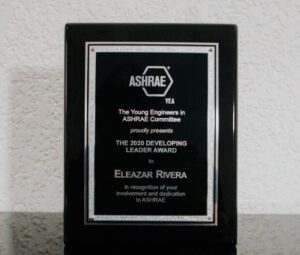 ASHRAE®
YEA
The Young Engineers in
ASHRAE Committee
proudly presents
THE 2020 DEVELOPING
LEADER AWARD
to
ELEAZAR RIVERA
In recognition of your
involvement and dedication
to ASHRAE